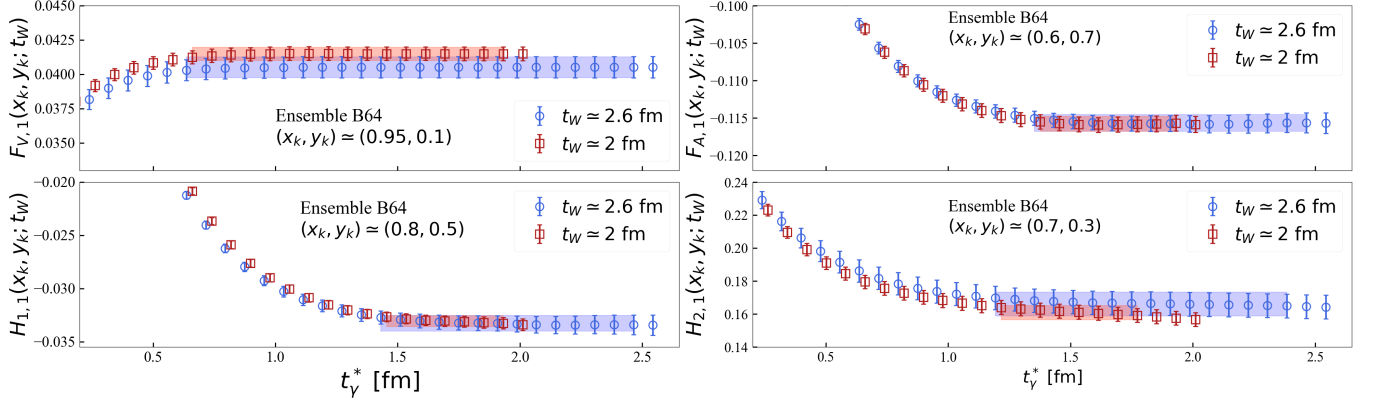 F_{V,1}(x_k, y_k; t_W)
0.0450
0.0425
0.0400
0.0375
0.0350
Ensemble B64
(x_k, y_k) ≃ (0.95, 0.1)
t_W ≃ 2.6 fm
t_W ≃ 2 fm
F_{A,1}(x_k, y_k; t_W)
−0.100
−0.105
−0.110
−0.115
−0.120
Ensemble B64
(x_k, y_k) ≃ (0.6, 0.7)
t_W ≃ 2.6 fm
t_W ≃ 2 fm
H_{1,1}(x_k, y_k; t_W)
−0.020
−0.025
−0.030
−0.035
Ensemble B64
(x_k, y_k) ≃ (0.8, 0.5)
t_W ≃ 2.6 fm
t_W ≃ 2 fm
0.5 1.0 1.5 2.0 2.5
t_γ^* [fm]
H_{2,1}(x_k, y_k; t_W)
0.24
0.22
0.20
0.18
0.16
0.14
Ensemble B64
(x_k, y_k) ≃ (0.7, 0.3)
t_W ≃ 2.6 fm
t_W ≃ 2 fm
0.5 1.0 1.5 2.0 2.5
t_γ^* [fm]